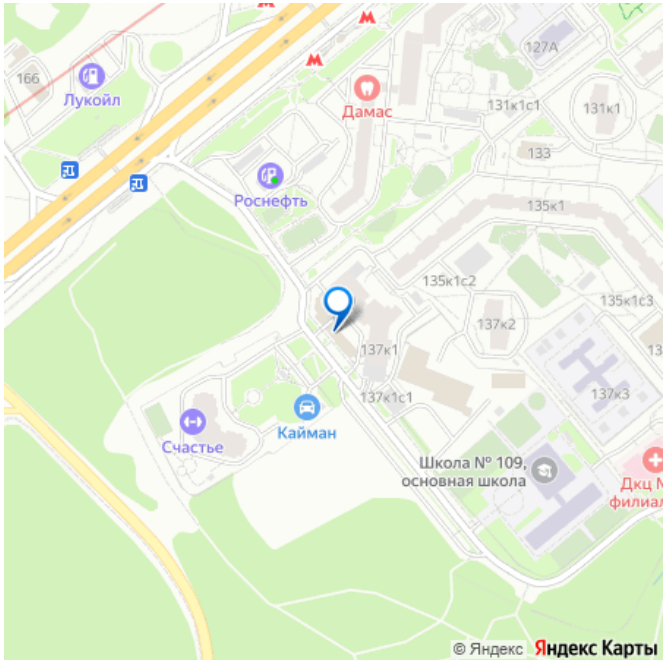 М
М
127А
166
Лукойл
Дамас
131к1с1
131к1
133
Роснефть
135к1
135к1с2
135к1с3
137к2
137к1
137к1с1
137к3
Кайман
Счастье
Школа № 109,
основная школа
Дкц
филиал
© Яндекс Яндекс Карты